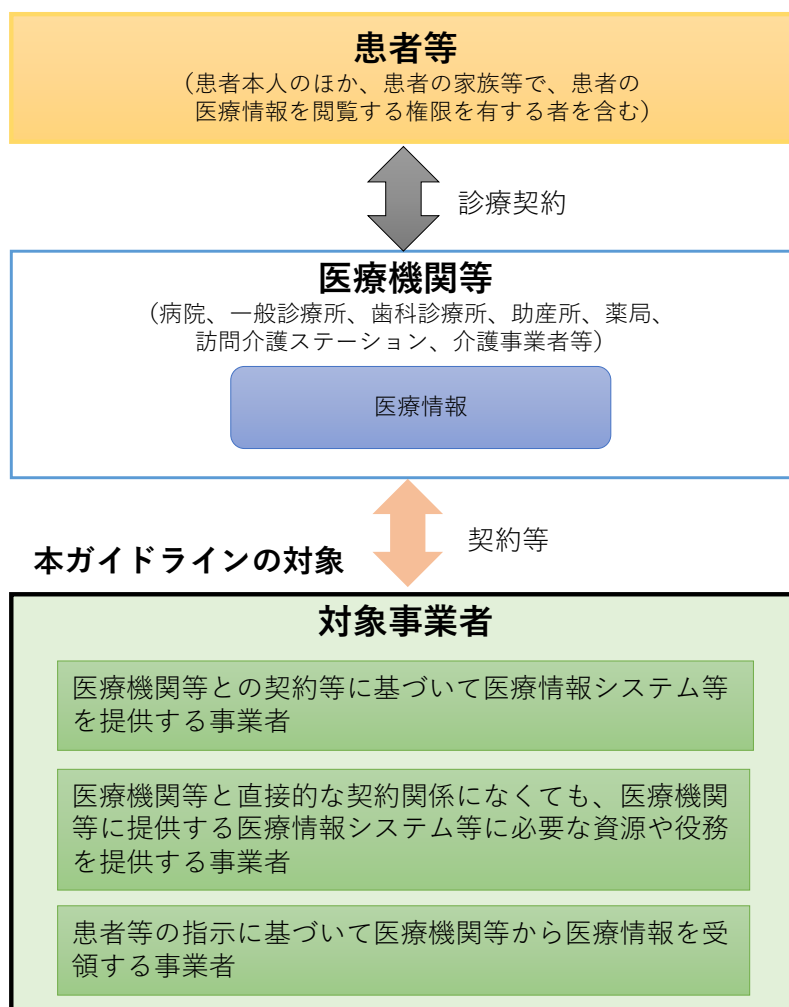 患者等
（患者本人のほか、患者の家族等で、患者の
医療情報を閲覧する権限を有する者を含む）
診療契約
医療機関等
（病院、一般診療所、歯科診療所、助産所、薬局、
訪問介護ステーション、介護事業者等）
医療情報
契約等
本ガイドラインの対象
対象事業者
医療機関等との契約等に基づいて医療情報システム等
を提供する事業者
医療機関等と直接的な契約関係になくても、医療機関
等に提供する医療情報システム等に必要な資源や役務
を提供する事業者
患者等の指示に基づいて医療機関等から医療情報を受
領する事業者